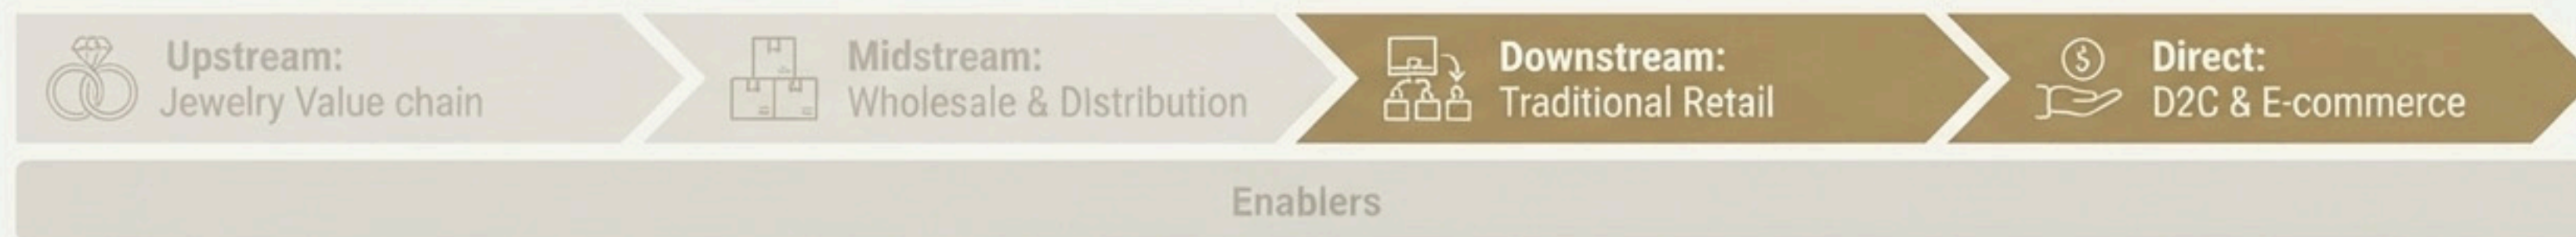 Upstream:
Jewelry Value chain
Midstream:
Wholesale & DIstribution
Downstream:
Traditional Retail
$
Direct:
D2C & E-commerce
Enablers